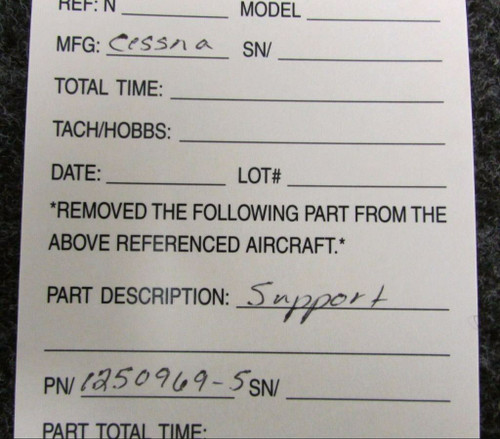 REF: N MODEL
MFG: Cessna SN/
TOTAL TIME:
TACH/HOBBS:
DATE: LOT#
*REMOVED THE FOLLOWING PART FROM THE
ABOVE REFERENCED AIRCRAFT.*
PART DESCRIPTION: Support
PN/ 1250969-5 SN/
PART TOTAL TIME: